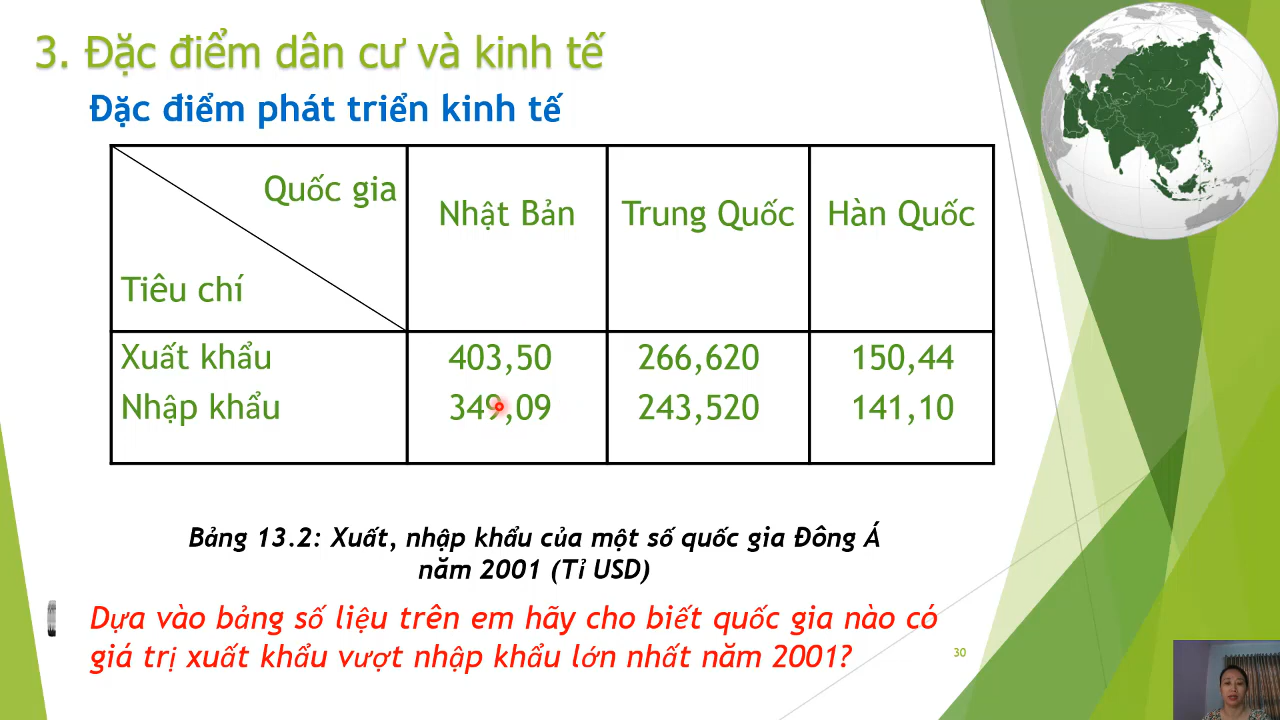 3. Đặc điểm dân cư và kinh tế
Đặc điểm phát triển kinh tế
Quốc gia
Tiêu chí
Nhật Bản
Trung Quốc
Hàn Quốc
Xuất khẩu 403,50 266,620 150,44
Nhập khẩu 349,09 243,520 141,10
Bảng 13.2: Xuất, nhập khẩu của một số quốc gia Đông Á
năm 2001 (Tỉ USD)
Dựa vào bảng số liệu trên em hãy cho biết quốc gia nào có
giá trị xuất khẩu vượt nhập khẩu lớn nhất năm 2001?
30